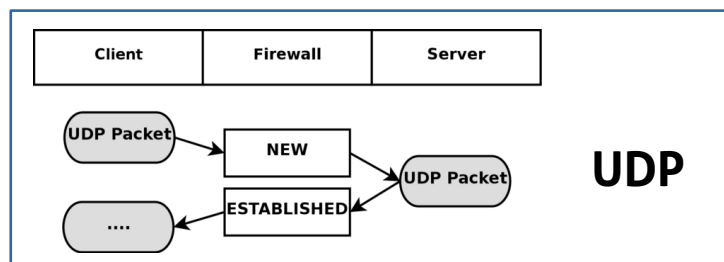 Client Firewall Server
UDP Packet
NEW
UDP Packet
UDP
ESTABLISHED
....